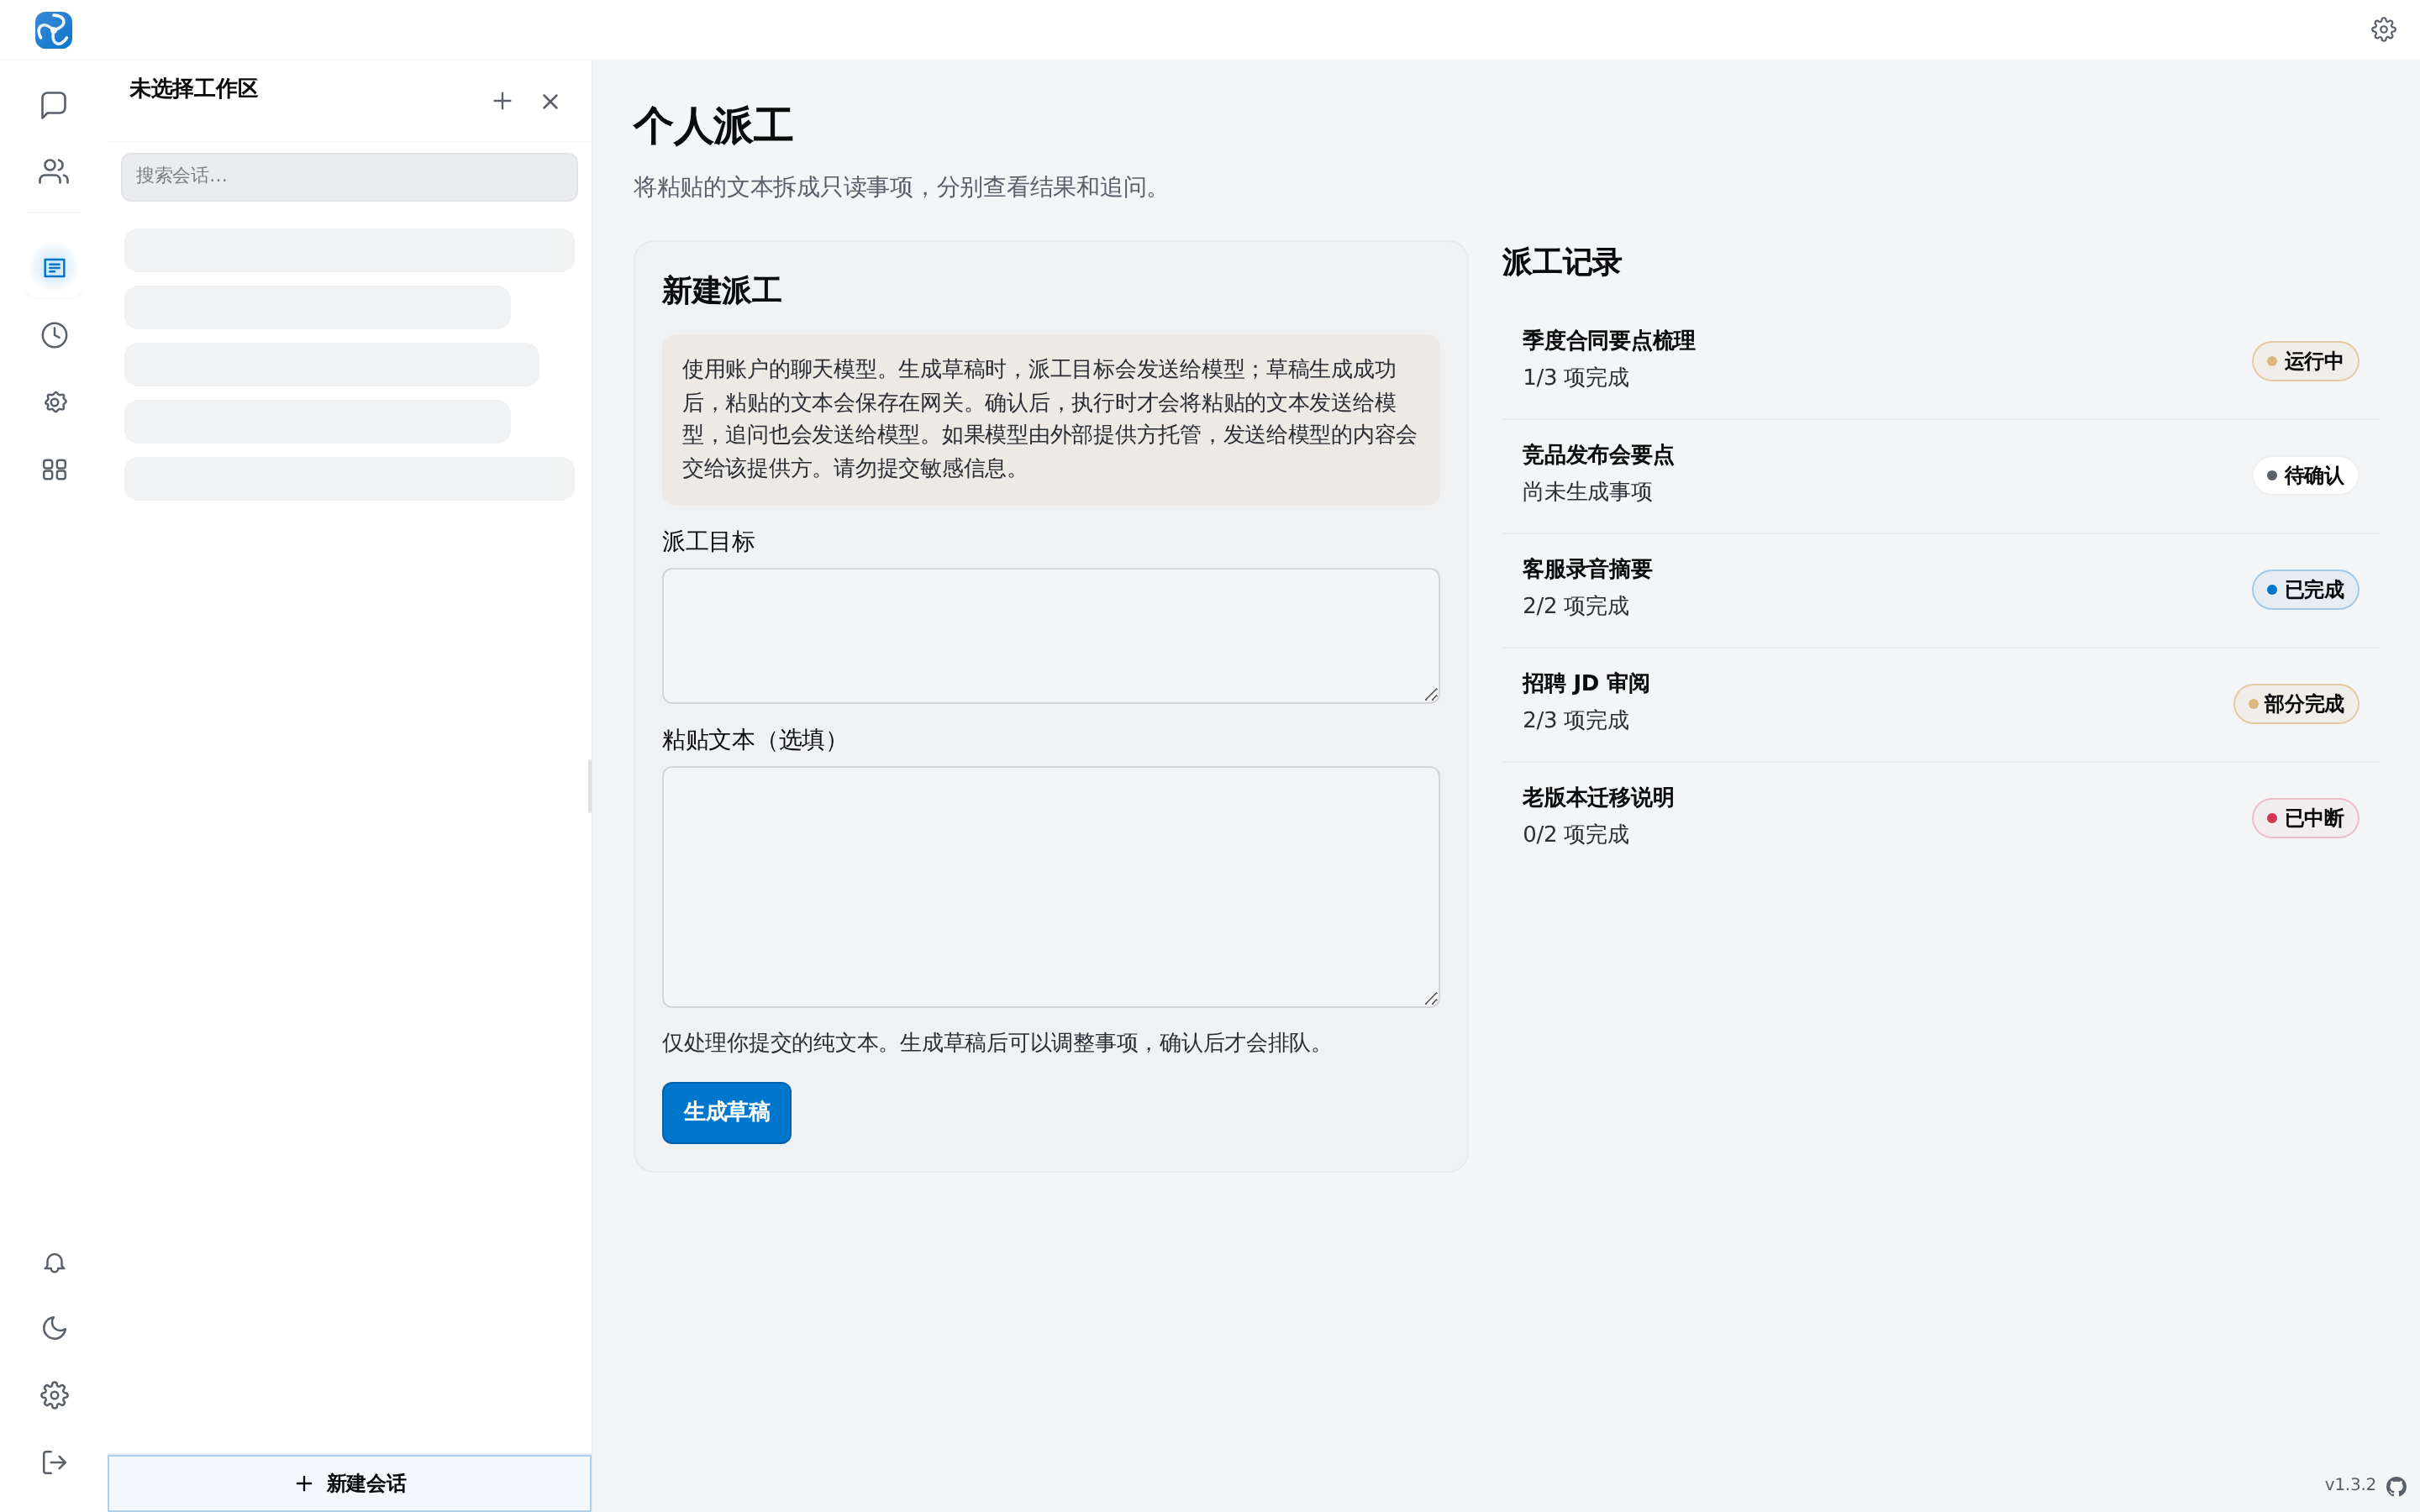 未选择工作区
搜索会话...
新建会话
个人派工
将粘贴的文本拆成只读事项，分别查看结果和追问。
新建派工
使用账户的聊天模型。生成草稿时，派工目标会发送给模型；草稿生成成功
后，粘贴的文本会保存在网关。确认后，执行时才会将粘贴的文本发送给模
型，追问也会发送给模型。如果模型由外部提供方托管，发送给模型的内容会
交给该提供方。请勿提交敏感信息。
派工目标
粘贴文本（选填）
仅处理你提交的纯文本。生成草稿后可以调整事项，确认后才会排队。
生成草稿
派工记录
季度合同要点梳理
1/3 项完成
运行中
竞品发布会要点
尚未生成事项
待确认
客服录音摘要
2/2 项完成
已完成
招聘 JD 审阅
2/3 项完成
部分完成
老版本迁移说明
0/2 项完成
已中断
v1.3.2